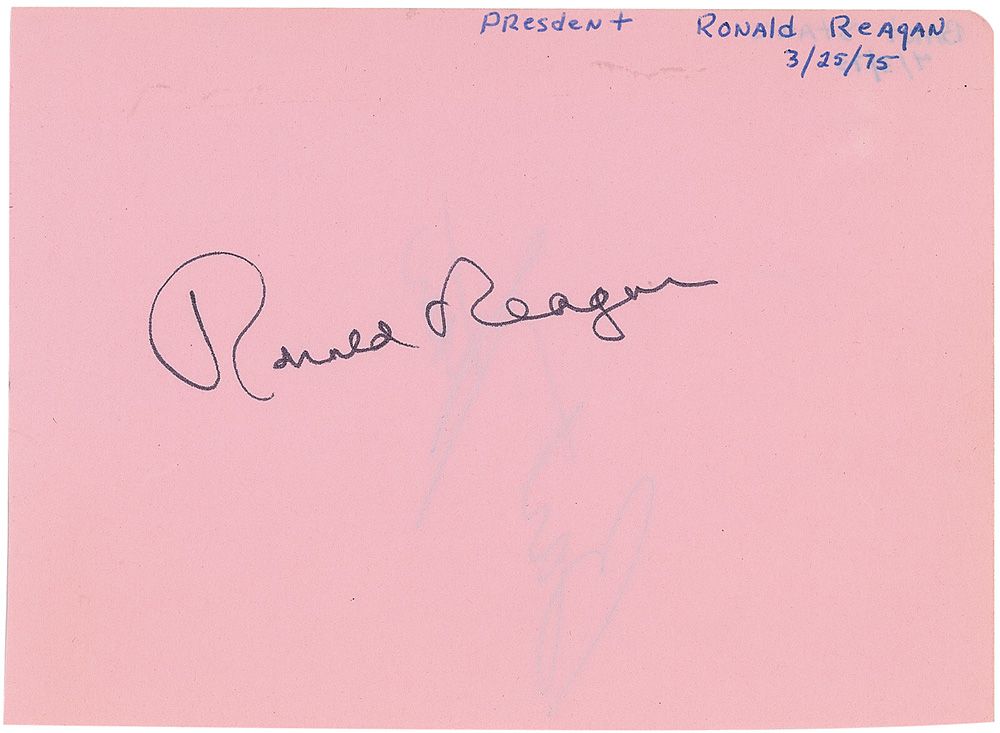 PResdent Ronald Reagan
3/25/75
Ronald Reagan